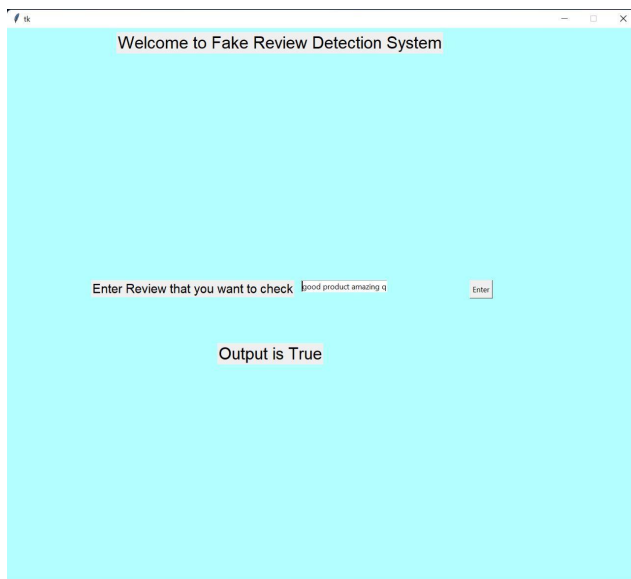 tk
Welcome to Fake Review Detection System
Enter Review that you want to check good product amazing q Enter
Output is True